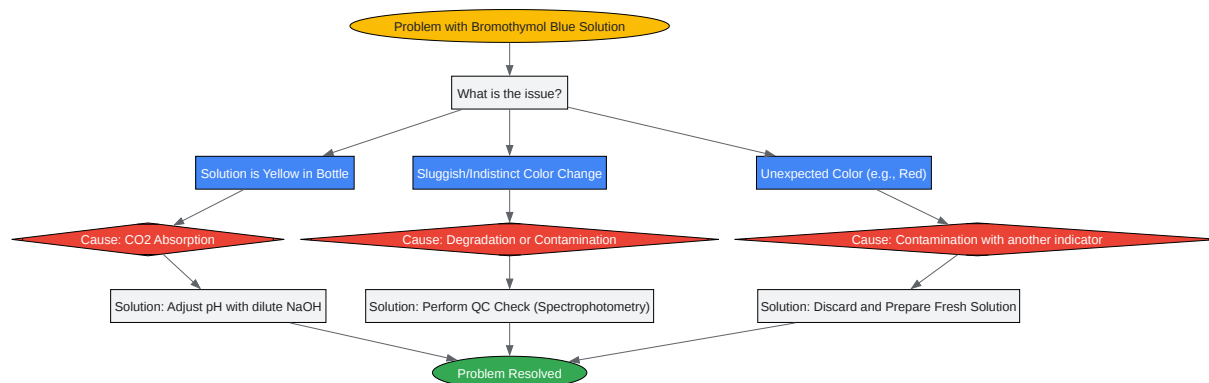 Problem with Bromothymol Blue Solution
What is the issue?
Solution is Yellow in Bottle
Sluggish/Indistinct Color Change
Unexpected Color (e.g., Red)
Cause: CO2 Absorption
Cause: Degradation or Contamination
Cause: Contamination with another indicator
Solution: Adjust pH with dilute NaOH
Solution: Perform QC Check (Spectrophotometry)
Solution: Discard and Prepare Fresh Solution
Problem Resolved